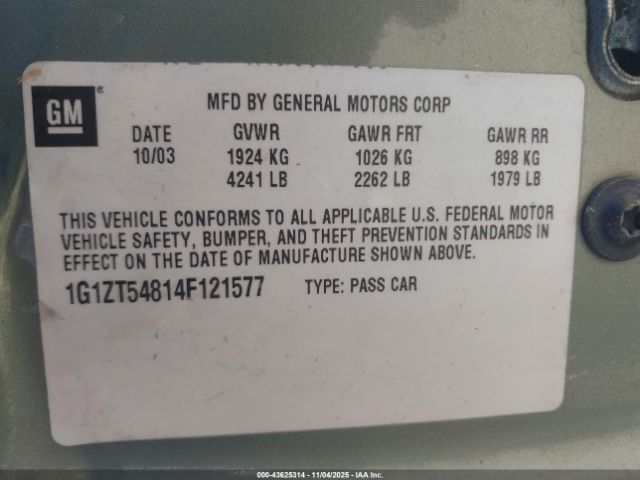 GM
®
MFD BY GENERAL MOTORS CORP
DATE GVWR GAWR FRT GAWR RR
10/03 1924 KG 1026 KG 898 KG
4241 LB 2262 LB 1979 LB
THIS VEHICLE CONFORMS TO ALL APPLICABLE U.S. FEDERAL MOTOR
VEHICLE SAFETY, BUMPER, AND THEFT PREVENTION STANDARDS IN
EFFECT ON THE DATE OF MANUFACTURE SHOWN ABOVE.
1G1ZT54814F121577 TYPE: PASS CAR
000-43625314 - 11/04/2025 - IAA Inc.